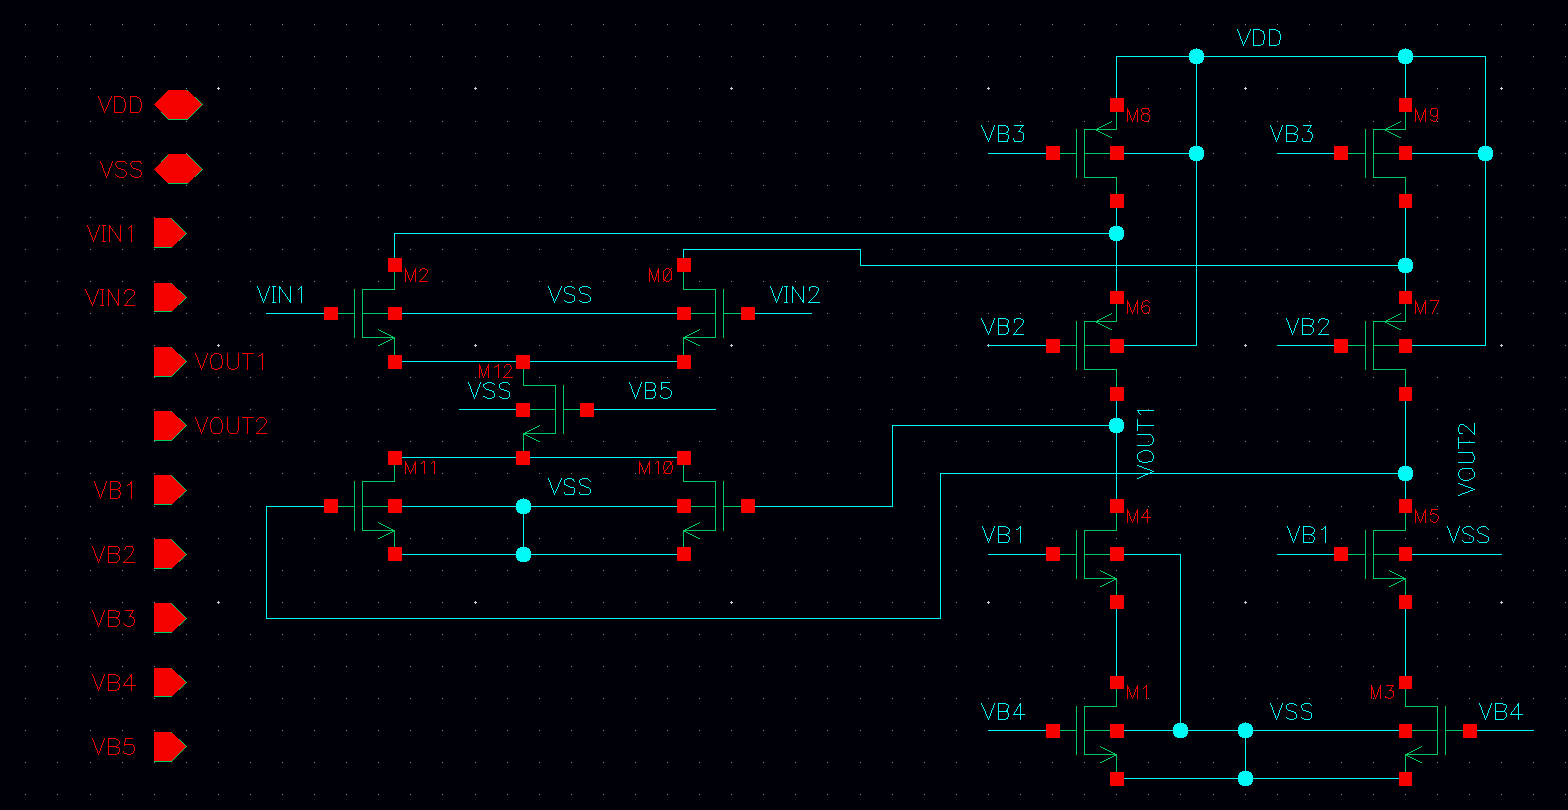 VDD
VDD
M8
M9
VB3
VB3
VSS
VIN1
M2
M0
VIN1
VSS
VIN2
VIN2
M6
M7
VB2
VB2
VOUT1
M12
VSS
VB5
VOUT2
VOUT1
VOUT2
M11
M10
VSS
VB1
M4
M5
VB1
VB1
VSS
VB2
VB3
VB4
M1
M3
VB4
VSS
VB4
VB5